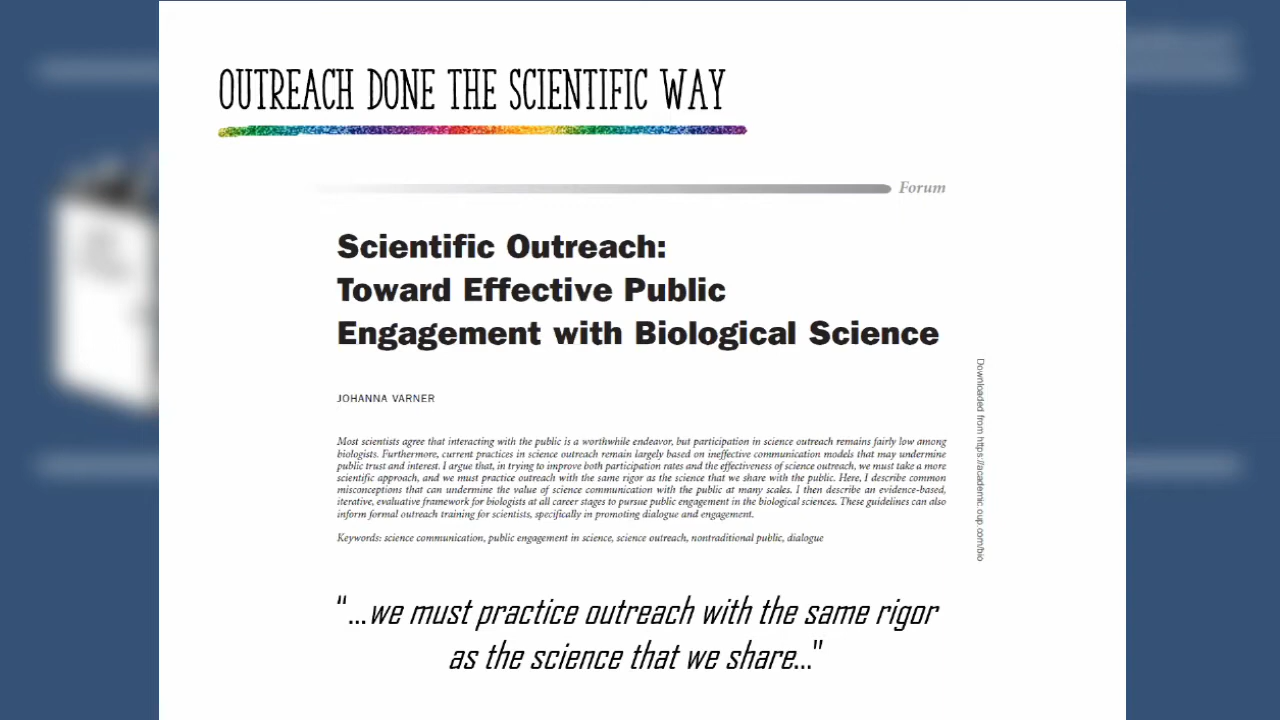 OUTREACH DONE THE SCIENTIFIC WAY
Forum
Scientific Outreach:
Toward Effective Public
Engagement with Biological Science
JOHANNA VARNER
Most scientists agree that interacting with the public is a worthwhile endeavor, but participation in science outreach remains fairly low among
biologists. Furthermore, current practices in science outreach remain largely based on ineffective communication models that may undermine
public trust and interest. I argue that, in trying to improve both participation rates and the effectiveness of science outreach, we must take a more
scientific approach, and we must practice outreach with the same rigor as the science that we share with the public. Here, I describe common
misconceptions that can undermine the value of science communication with the public at many scales. I then describe an evidence-based,
iterative, evaluative framework for biologists at all career stages to pursue public engagement in the biological sciences. These guidelines can also
inform formal outreach training for scientists, specifically in promoting dialogue and engagement.
Keywords: science communication, public engagement in science, science outreach, nontraditional public, dialogue
Downloaded from https://academic.oup.com/bio
"...we must practice outreach with the same rigor
as the science that we share..."